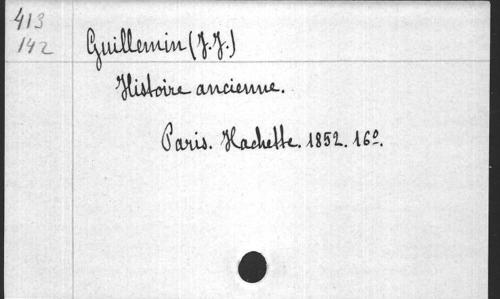 413
142
Guillemin (J.J.)
Histoire ancienne.
Paris. Hachette. 1852. 16º.